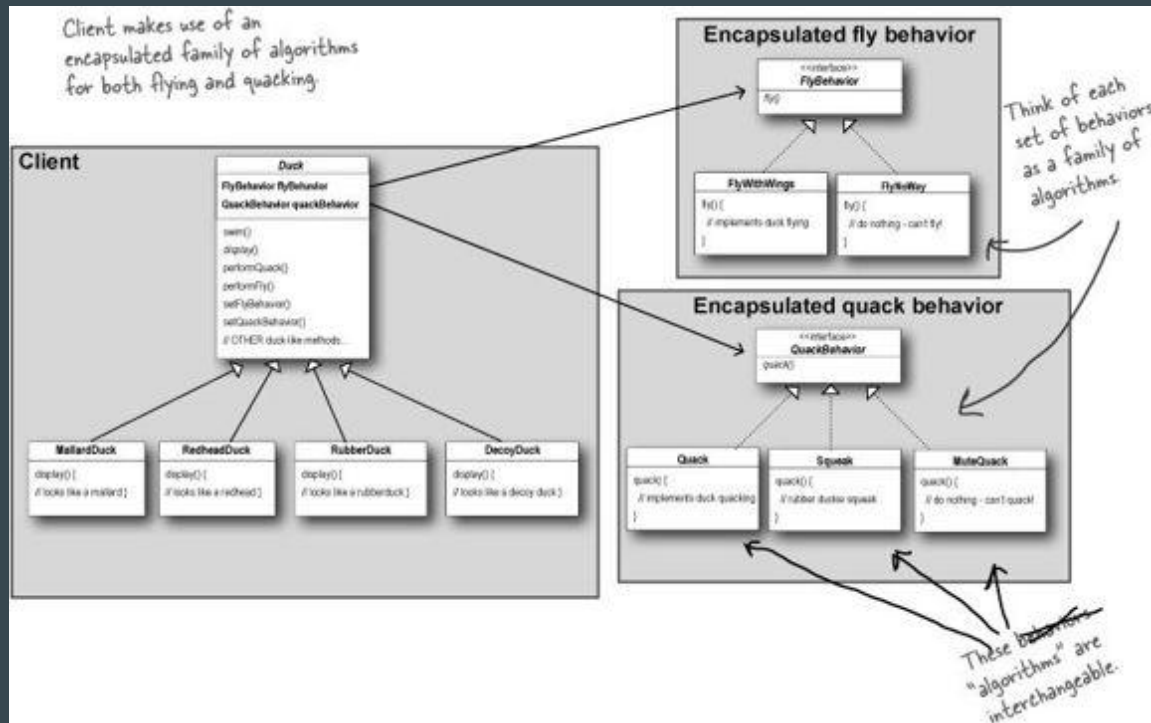 Client makes use of an
encapsulated family of algorithms
for both flying and quacking.
Client
Duck
FlyBehavior flyBehavior
QuackBehavior quackBehavior
swim()
display()
performQuack()
performFly()
setFlyBehavior()
setQuackBehavior()
// OTHER duck like methods...
MallardDuck
display() {
// looks like a mallard }
RedheadDuck
display() {
// looks like a redhead }
RubberDuck
display() {
// looks like a rubberduck }
DecoyDuck
display() {
// looks like a decoy duck }
Encapsulated fly behavior
<<interface>>
FlyBehavior
fly()
FlyWithWings
fly() {
// implements duck flying
}
FlyNoWay
fly() {
// do nothing - can't fly!
}
Think of each
set of behaviors
as a family of
algorithms.
Encapsulated quack behavior
<<interface>>
QuackBehavior
quack()
Quack
quack() {
// implements duck quacking
}
Squeak
quack() {
// rubber duckie squeak
}
MuteQuack
quack() {
// do nothing - can't quack!
}
These behaviors
"algorithms" are
interchangeable.